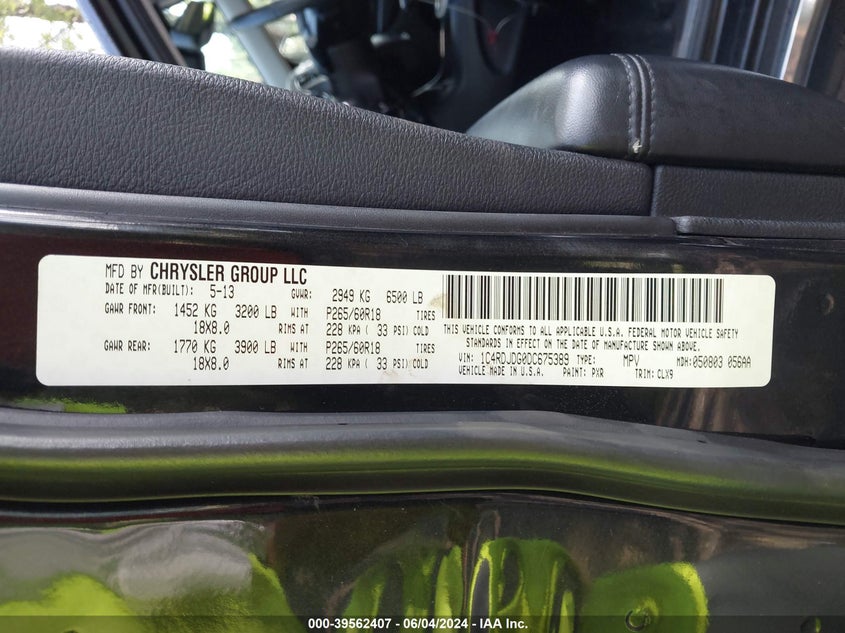 MFD BY CHRYSLER GROUP LLC
DATE OF MFR(BUILT): 5-13 GVWR: 2949 KG 6500 LB
GAWR FRONT: 1452 KG 3200 LB WITH P265/60R18 TIRES
18X8.0 RIMS AT 228 KPA ( 33 PSI) COLD
GAWR REAR: 1770 KG 3900 LB WITH P265/60R18 TIRES
18X8.0 RIMS AT 228 KPA ( 33 PSI) COLD
THIS VEHICLE CONFORMS TO ALL APPLICABLE U.S.A. FEDERAL MOTOR VEHICLE SAFETY
STANDARDS IN EFFECT ON THE DATE OF MANUFACTURE SHOWN ABOVE.
VIN: 1C4RDJDG0DC675389 TYPE: MPV MDH:050803 056AA
VEHICLE MADE IN U.S.A. PAINT: PXR TRIM: CLX9
000-39562407 - 06/04/2024 - IAA Inc.